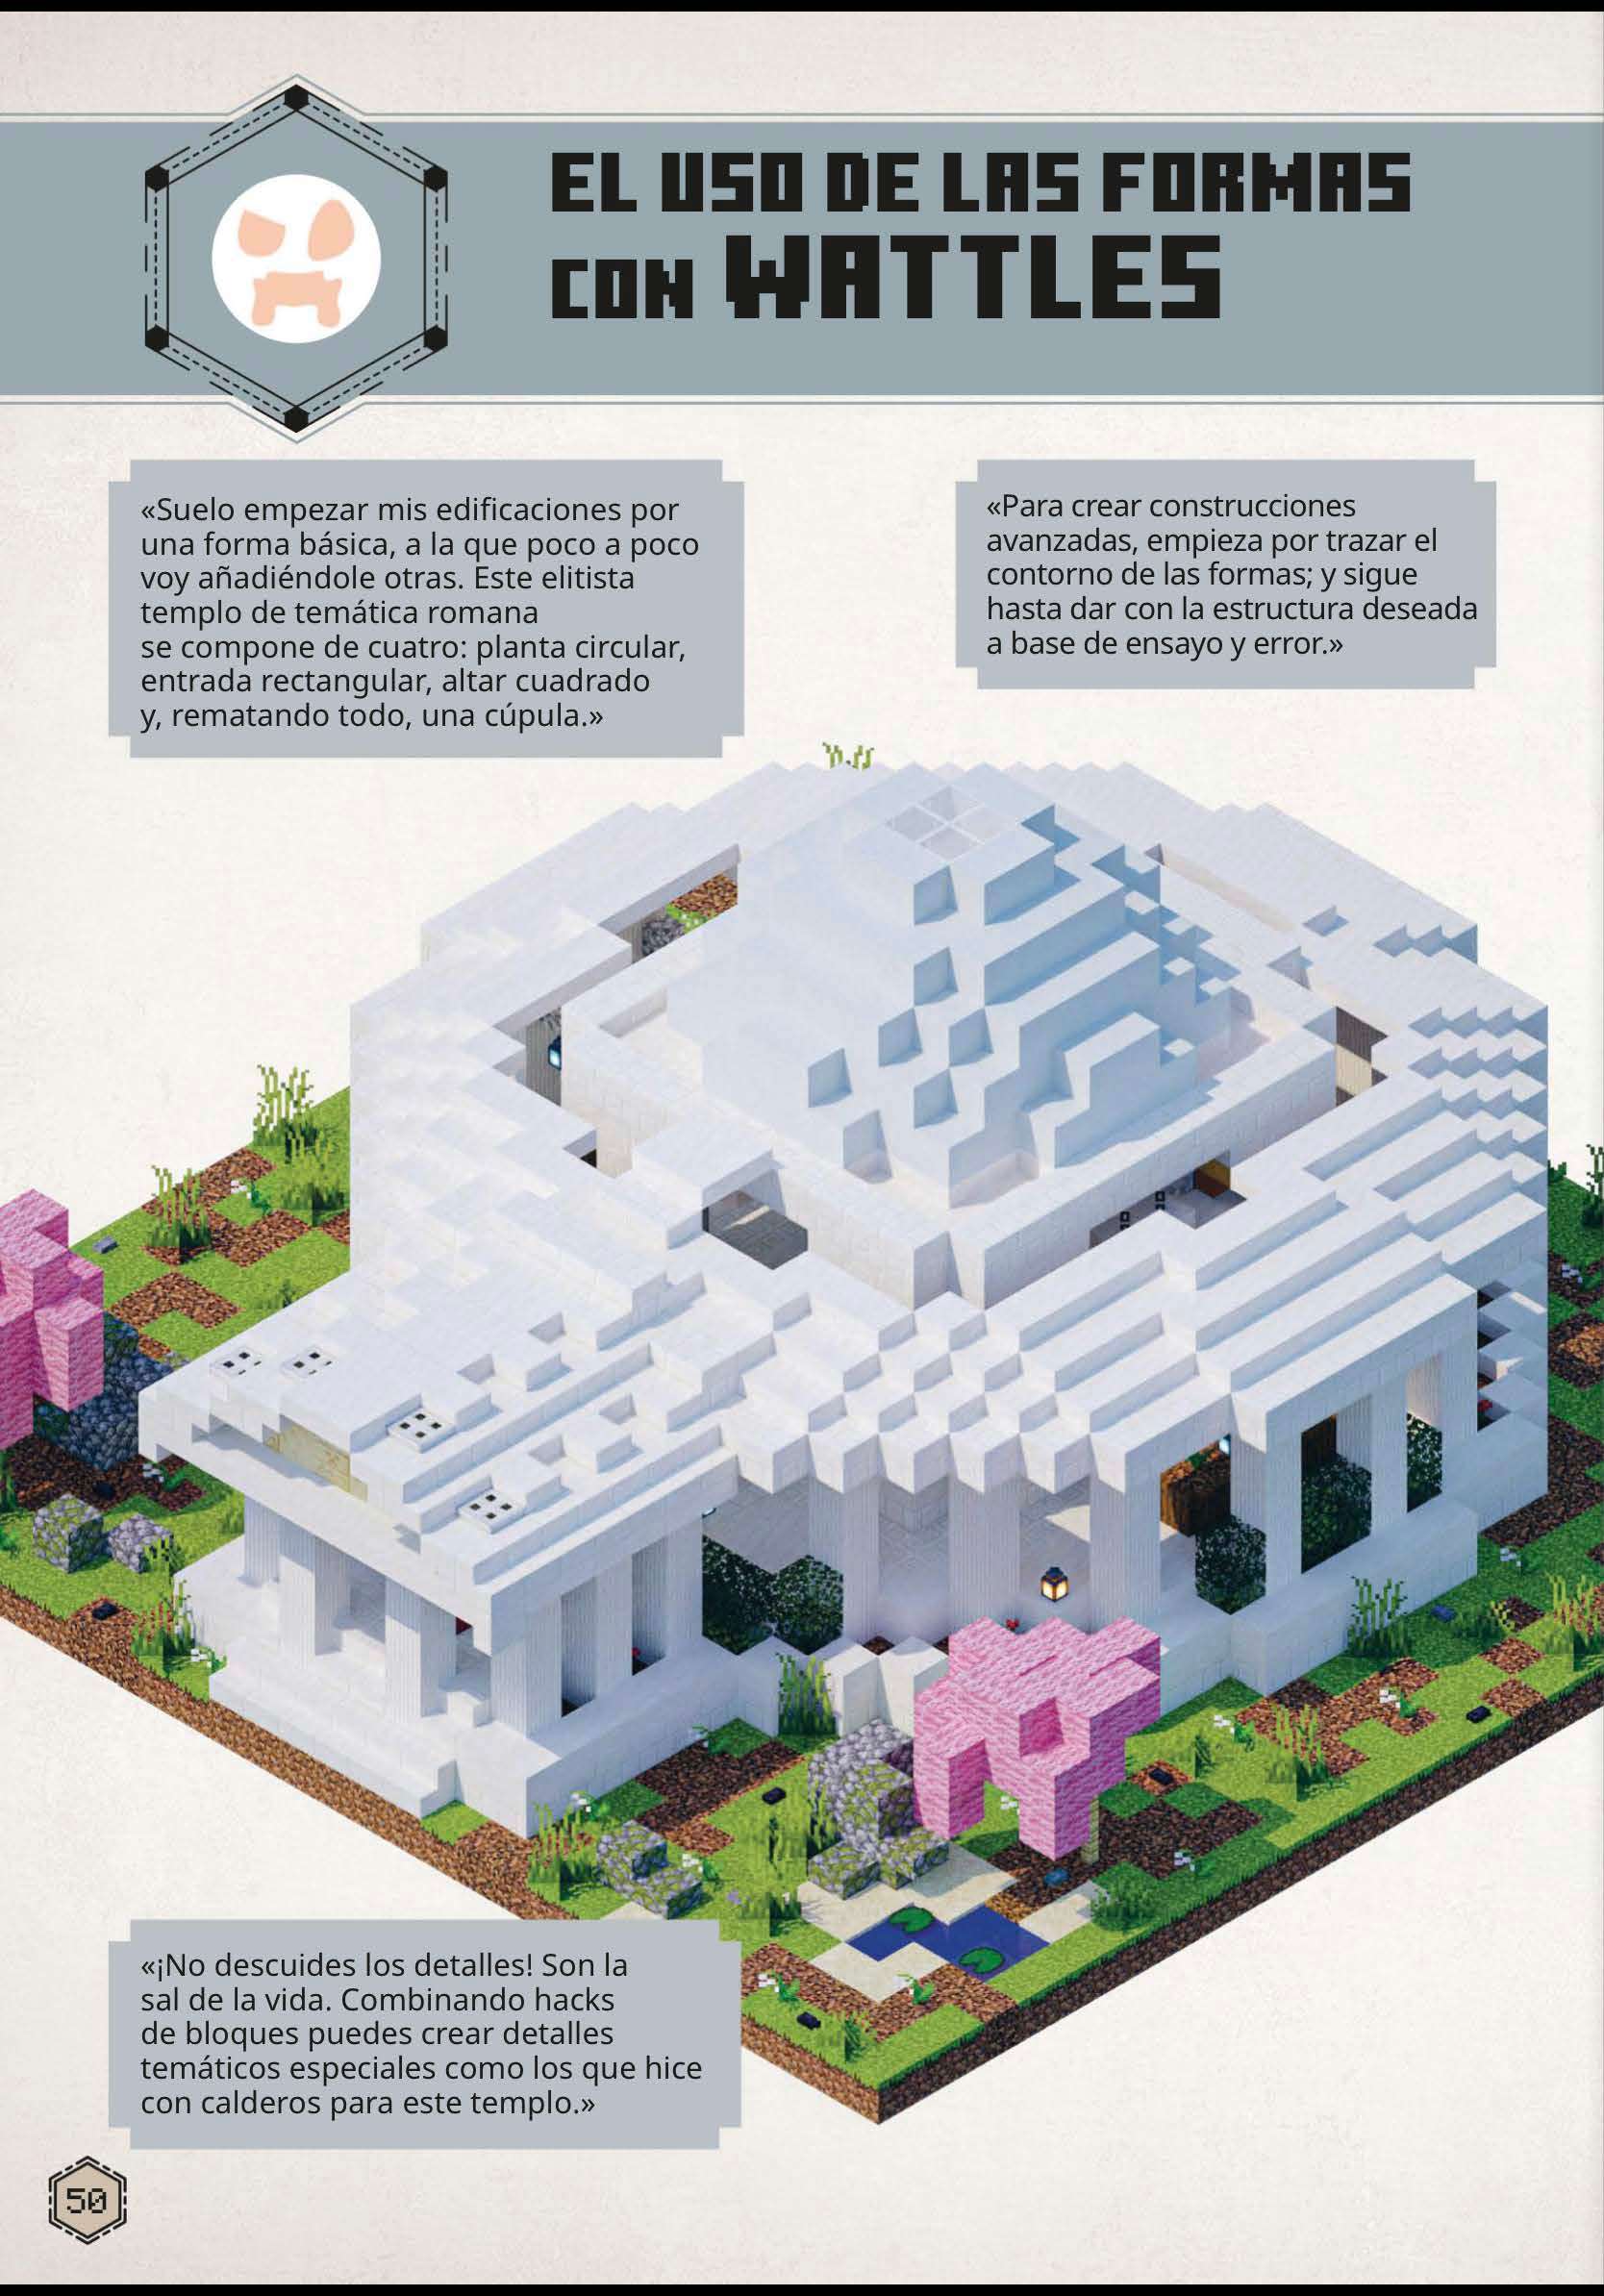 EL USO DE LAS FORMAS
CON WATTLES
«Suelo empezar mis edificaciones por
una forma básica, a la que poco a poco
voy añadiéndole otras. Este elitista
templo de temática romana
se compone de cuatro: planta circular,
entrada rectangular, altar cuadrado
y, rematando todo, una cúpula.»
«Para crear construcciones
avanzadas, empieza por trazar el
contorno de las formas; y sigue
hasta dar con la estructura deseada
a base de ensayo y error.»
«¡No descuides los detalles! Son la
sal de la vida. Combinando hacks
de bloques puedes crear detalles
temáticos especiales como los que hice
con calderos para este templo.»
50